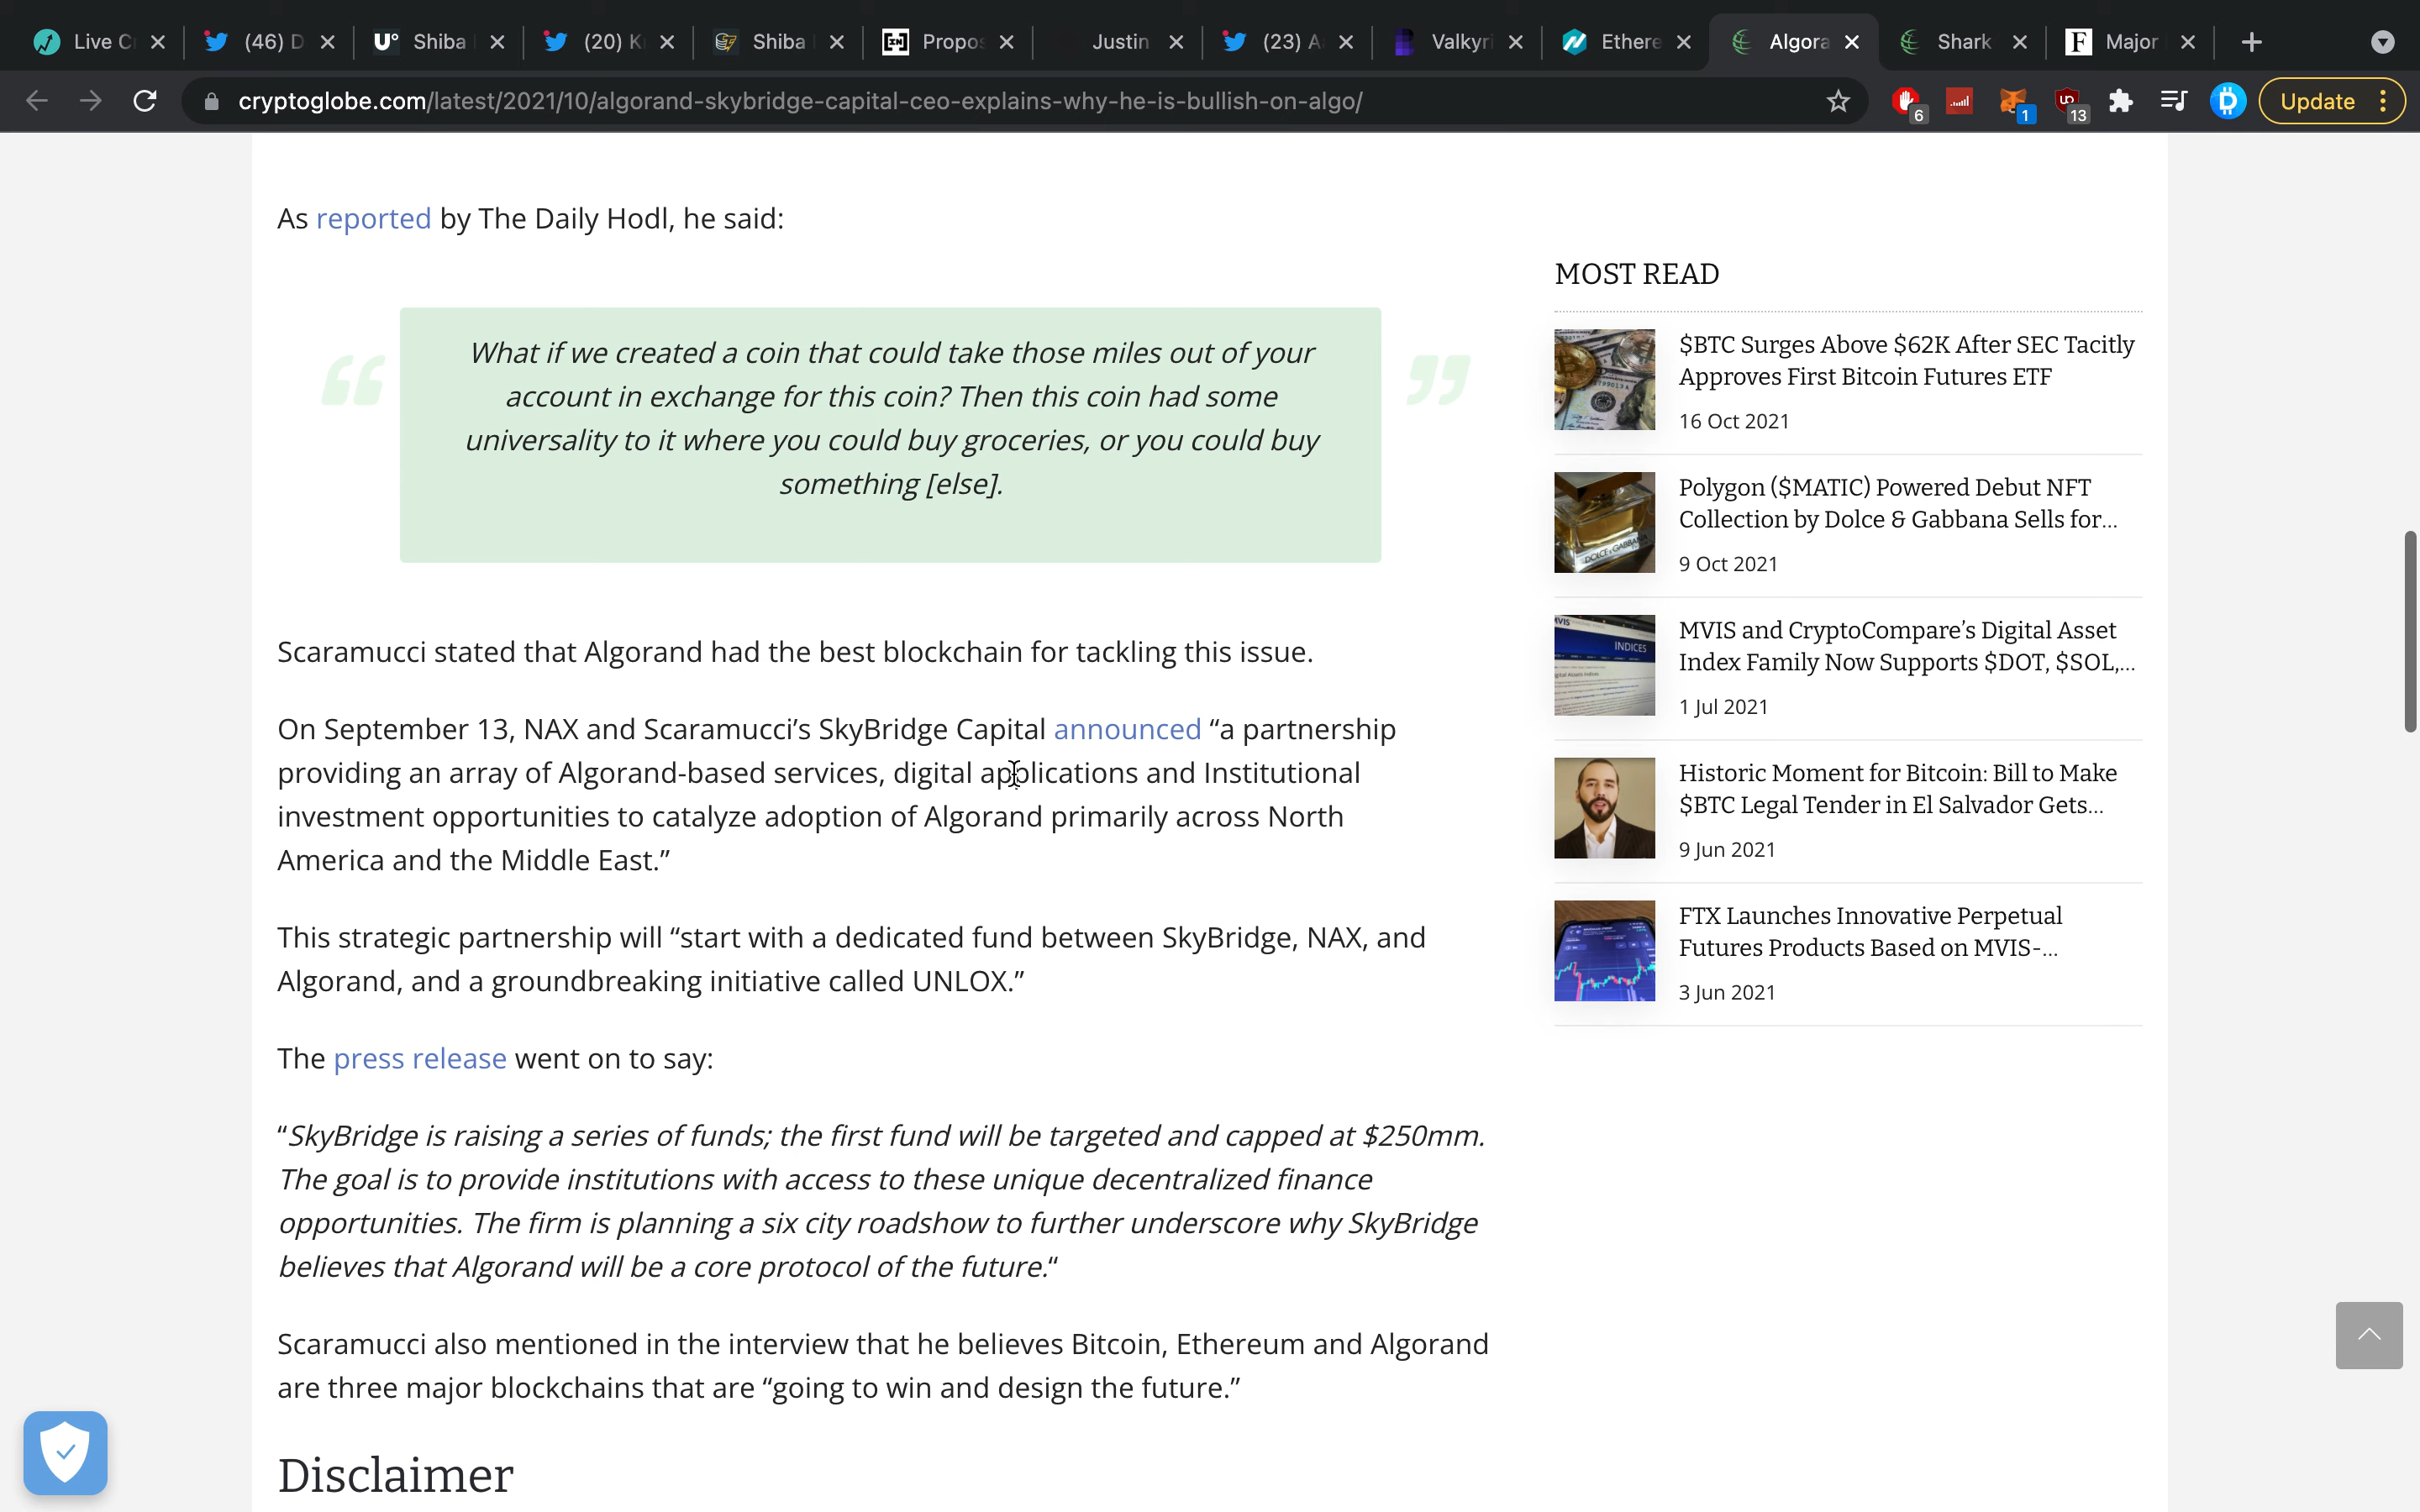 Live C
(46) D
Shiba
(20) K
Shiba
Propos
Justin
(23) A
Valkyri
Ethere
Algora
Shark
Major
cryptoglobe.com/latest/2021/10/algorand-skybridge-capital-ceo-explains-why-he-is-bullish-on-algo/
6
1
13
Update
As reported by The Daily Hodl, he said:
“
What if we created a coin that could take those miles out of your
account in exchange for this coin? Then this coin had some
universality to it where you could buy groceries, or you could buy
something [else].
”
Scaramucci stated that Algorand had the best blockchain for tackling this issue.
On September 13, NAX and Scaramucci’s SkyBridge Capital announced “a partnership
providing an array of Algorand-based services, digital applications and Institutional
investment opportunities to catalyze adoption of Algorand primarily across North
America and the Middle East.”
This strategic partnership will “start with a dedicated fund between SkyBridge, NAX, and
Algorand, and a groundbreaking initiative called UNLOX.”
The press release went on to say:
“SkyBridge is raising a series of funds; the first fund will be targeted and capped at $250mm.
The goal is to provide institutions with access to these unique decentralized finance
opportunities. The firm is planning a six city roadshow to further underscore why SkyBridge
believes that Algorand will be a core protocol of the future.“
Scaramucci also mentioned in the interview that he believes Bitcoin, Ethereum and Algorand
are three major blockchains that are “going to win and design the future.”
Disclaimer
MOST READ
$BTC Surges Above $62K After SEC Tacitly
Approves First Bitcoin Futures ETF
16 Oct 2021
Polygon ($MATIC) Powered Debut NFT
Collection by Dolce & Gabbana Sells for...
9 Oct 2021
MVIS and CryptoCompare’s Digital Asset
Index Family Now Supports $DOT, $SOL,...
1 Jul 2021
Historic Moment for Bitcoin: Bill to Make
$BTC Legal Tender in El Salvador Gets...
9 Jun 2021
FTX Launches Innovative Perpetual
Futures Products Based on MVIS-...
3 Jun 2021
DOLCE & GABBANA
INDICES